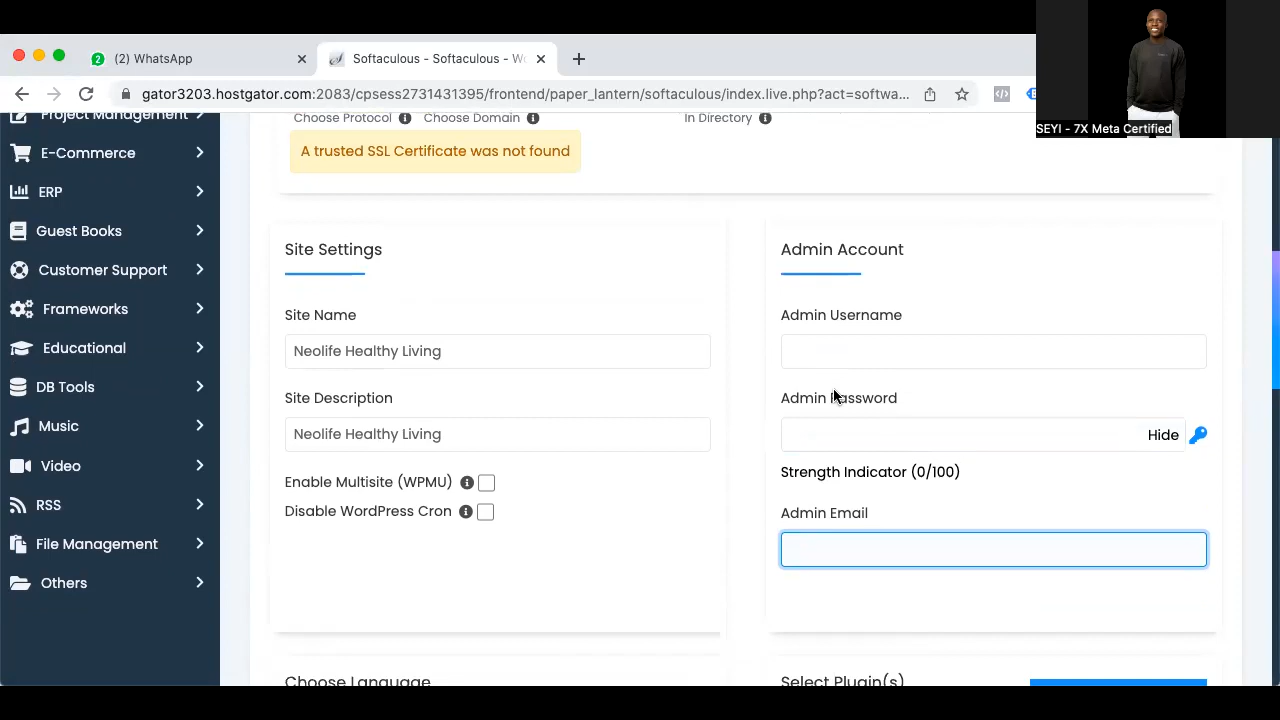 2
(2) WhatsApp
Softaculous - Softaculous - Wo
gator3203.hostgator.com:2083/cpsess2731431395/frontend/paper_lantern/softaculous/index.live.php?act=softwa...
SEYI - 7X Meta Certified
Project Management
E-Commerce
ERP
Guest Books
Customer Support
Frameworks
Educational
DB Tools
Music
Video
RSS
File Management
Others
Choose Protocol
Choose Domain
In Directory
A trusted SSL Certificate was not found
Site Settings
Site Name
Neolife Healthy Living
Site Description
Neolife Healthy Living
Enable Multisite (WPMU)
Disable WordPress Cron
Admin Account
Admin Username
Admin Password
Hide
Strength Indicator (0/100)
Admin Email
Choose Language
Select Plugin(s)